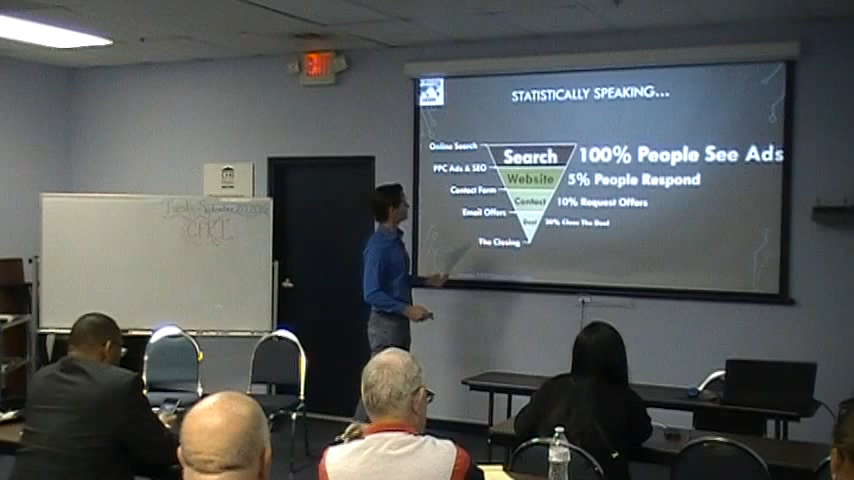 EXIT
STATISTICALLY SPEAKING...
Online Search
Search
100% People See Ads
PPC Ads & SEO
Website
5% People Respond
Contact Form
Contact
10% Request Offers
Email Offers
Deal
20% Close The Deal
The Closing